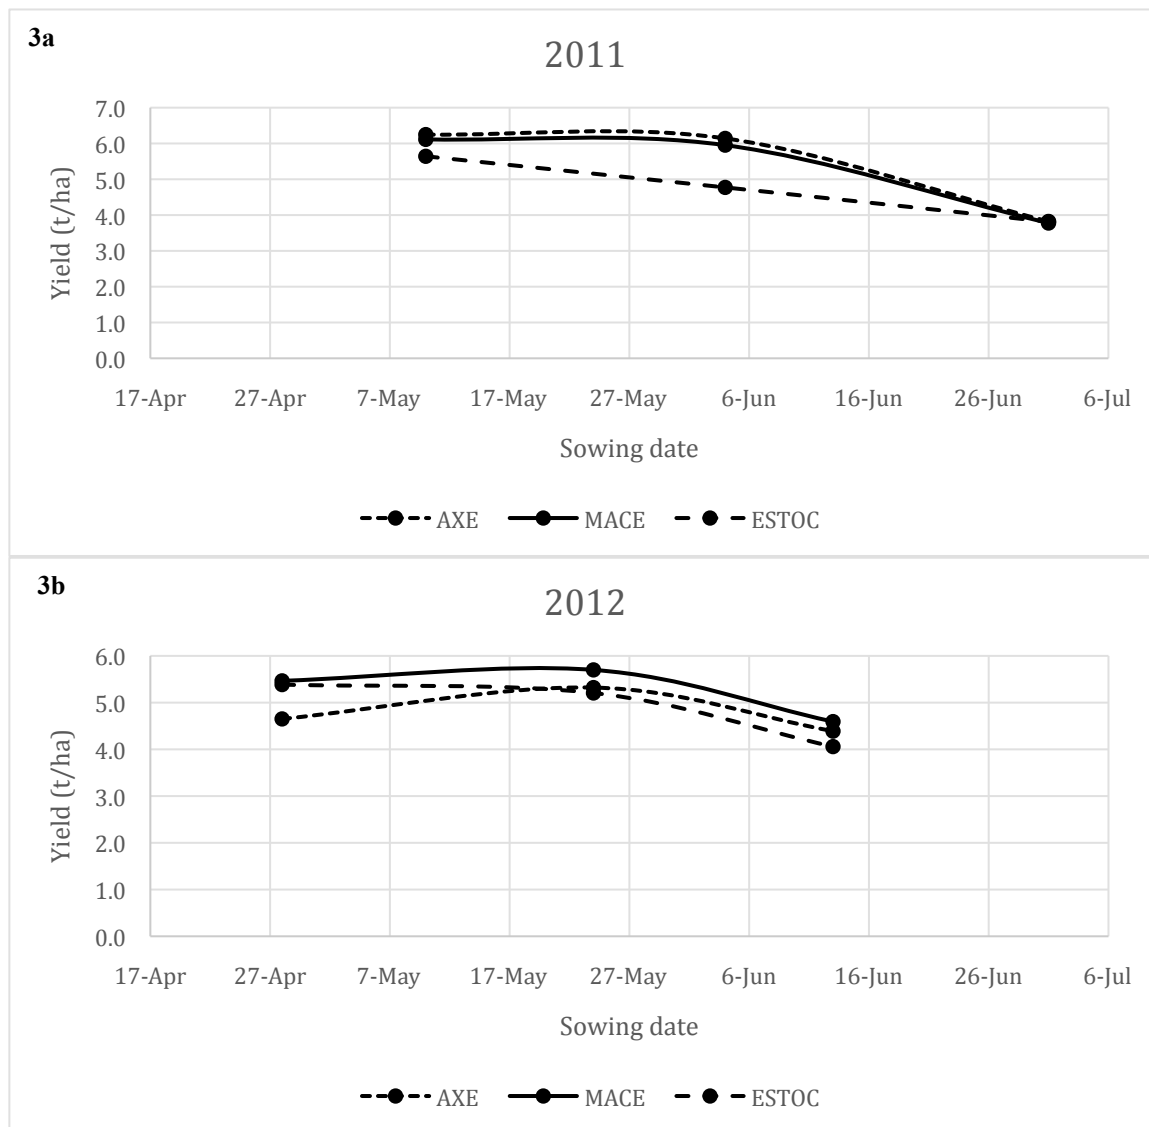 3a
2011
7.0
6.0
5.0
4.0
3.0
2.0
1.0
0.0
Yield (t/ha)
17-Apr 27-Apr 7-May 17-May 27-May 6-Jun 16-Jun 26-Jun 6-Jul
Sowing date
AXE MACE ESTOC
3b
2012
6.0
5.0
4.0
3.0
2.0
1.0
0.0
Yield (t/ha)
17-Apr 27-Apr 7-May 17-May 27-May 6-Jun 16-Jun 26-Jun 6-Jul
Sowing date
AXE MACE ESTOC